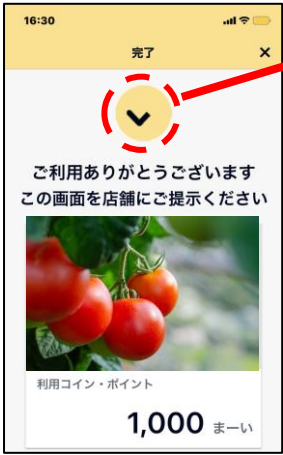 16:30
完了
ご利用ありがとうございます
この画面を店舗にご提示ください
利用コイン・ポイント
1,000 まーい